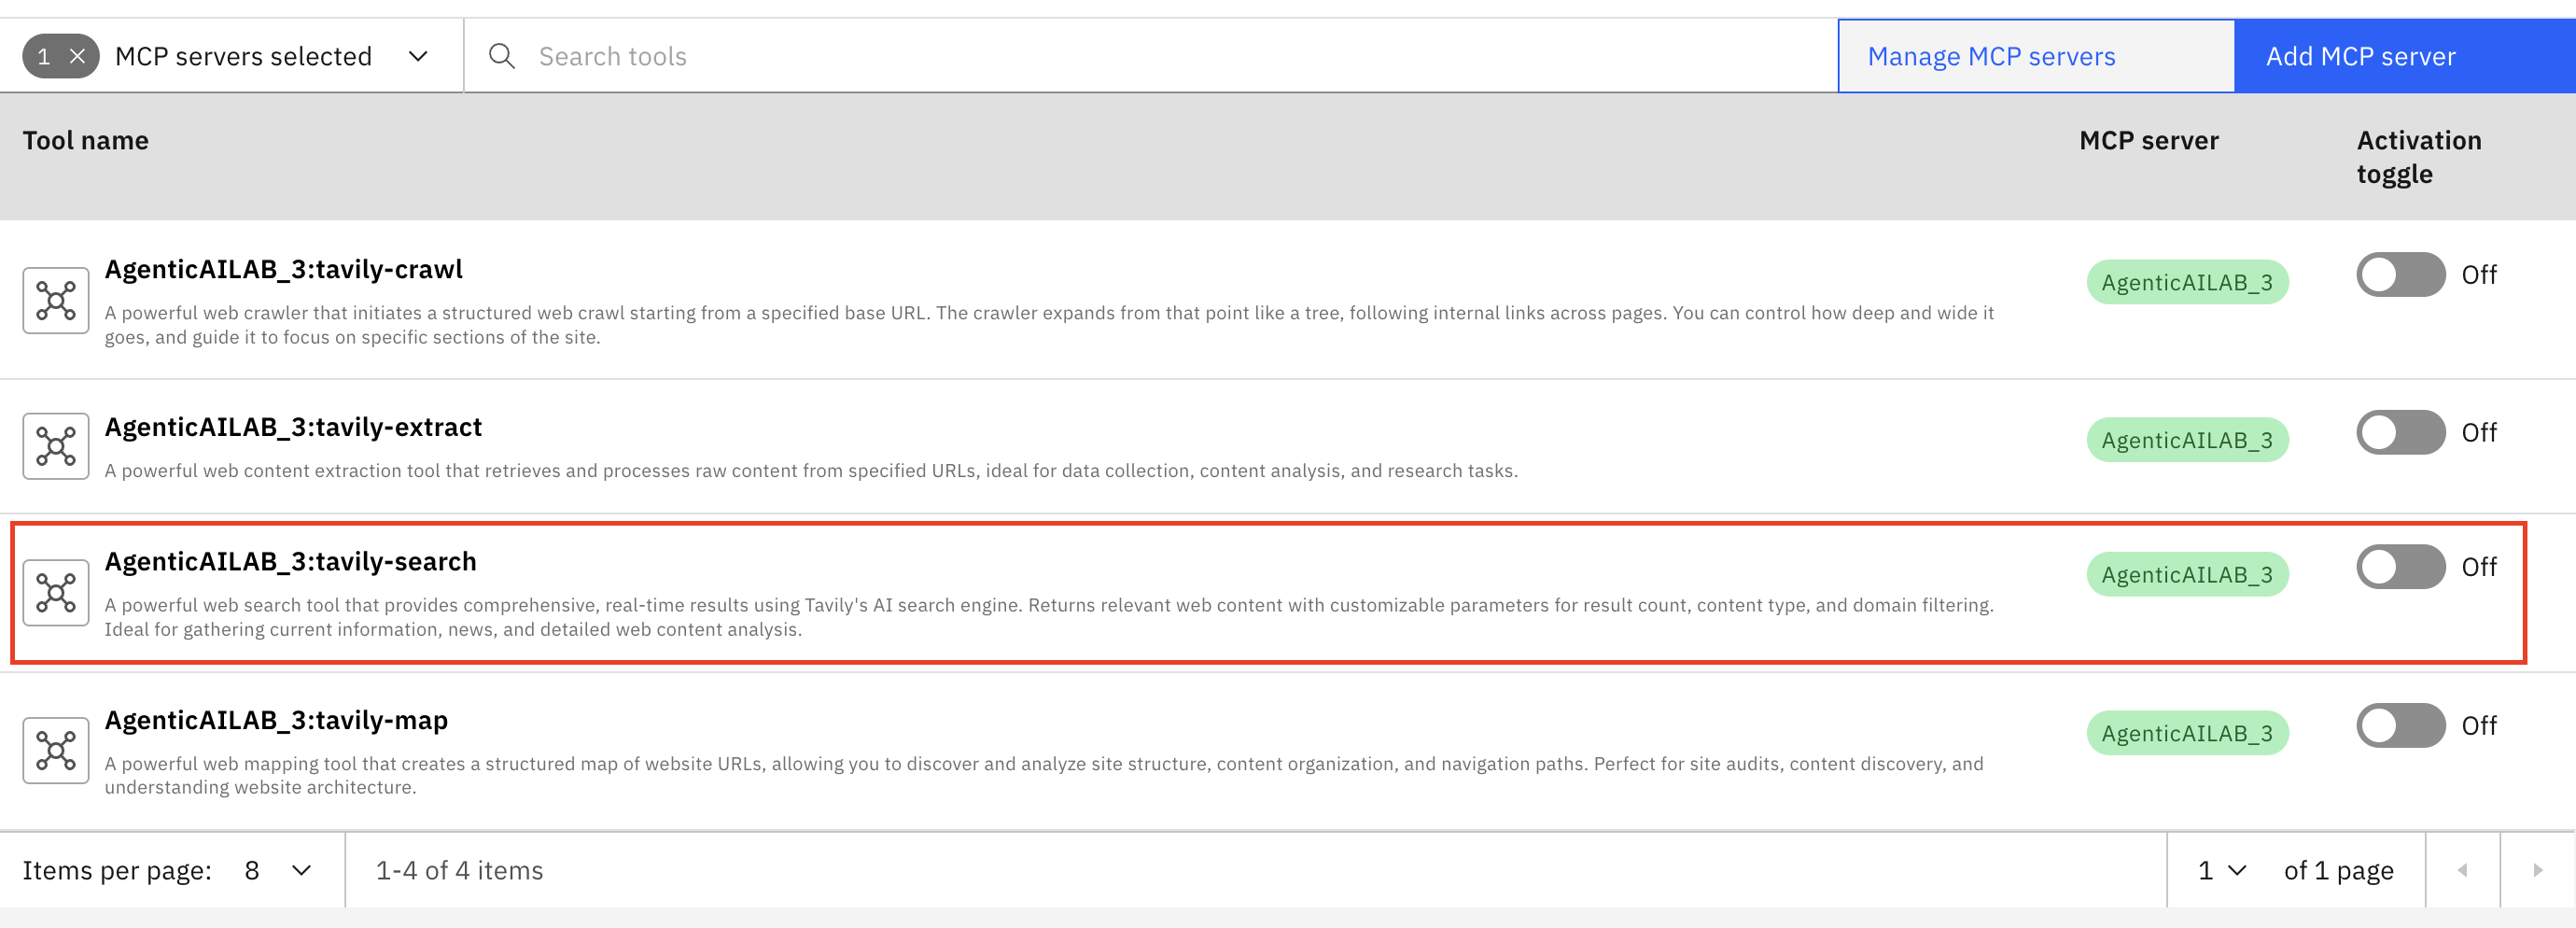 1 MCP servers selected Search tools Manage MCP servers Add MCP server
Tool name MCP server Activation
toggle
AgenticAILAB_3:tavily-crawl AgenticAILAB_3 Off
A powerful web crawler that initiates a structured web crawl starting from a specified base URL. The crawler expands from that point like a tree, following internal links across pages. You can control how deep and wide it
goes, and guide it to focus on specific sections of the site.
AgenticAILAB_3:tavily-extract AgenticAILAB_3 Off
A powerful web content extraction tool that retrieves and processes raw content from specified URLs, ideal for data collection, content analysis, and research tasks.
AgenticAILAB_3:tavily-search AgenticAILAB_3 Off
A powerful web search tool that provides comprehensive, real-time results using Tavily's AI search engine. Returns relevant web content with customizable parameters for result count, content type, and domain filtering.
Ideal for gathering current information, news, and detailed web content analysis.
AgenticAILAB_3:tavily-map AgenticAILAB_3 Off
A powerful web mapping tool that creates a structured map of website URLs, allowing you to discover and analyze site structure, content organization, and navigation paths. Perfect for site audits, content discovery, and
understanding website architecture.
Items per page: 8 1-4 of 4 items 1 of 1 page